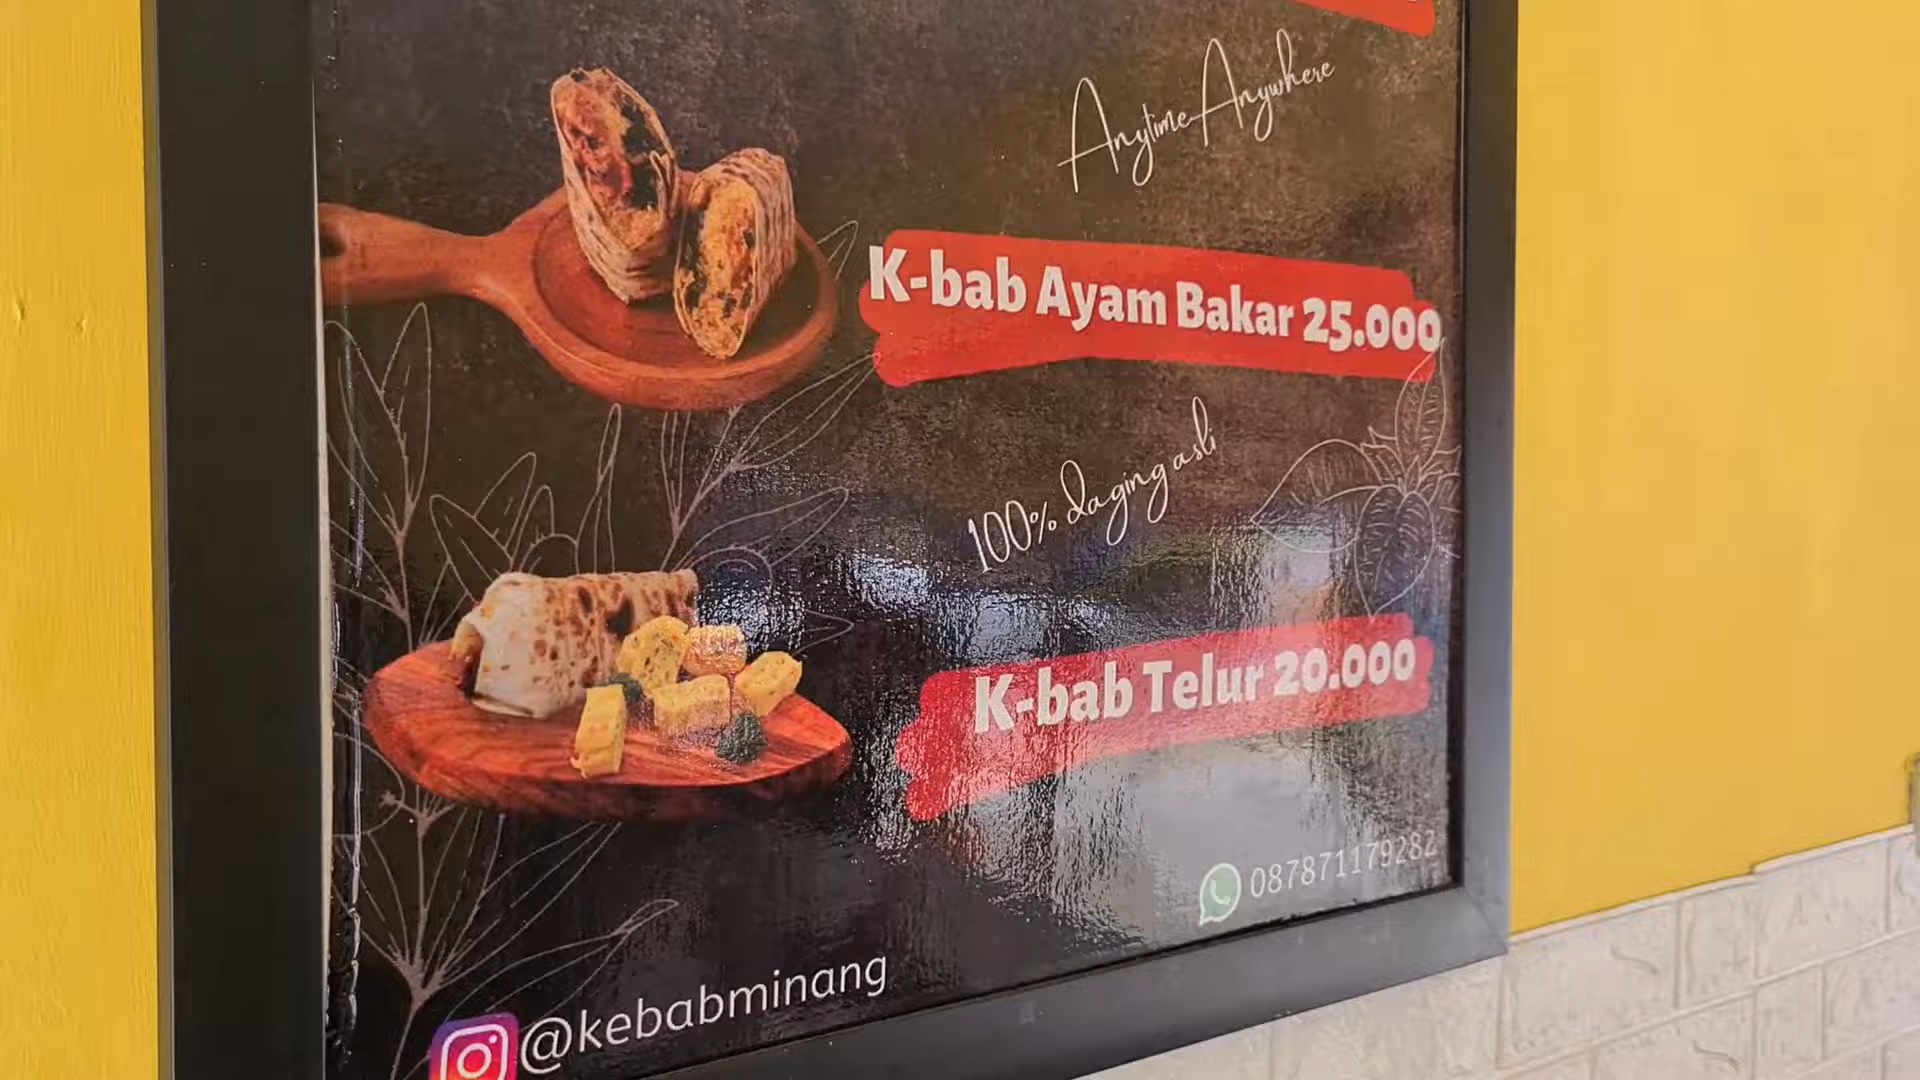 Anytime Anywhere
K-bab Ayam Bakar 25.000
100% daging asli
K-bab Telur 20.000
087871179282
@kebabminang